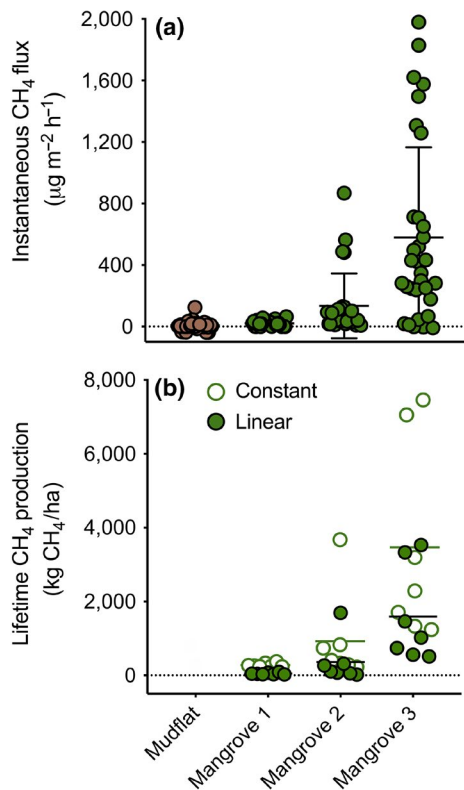 (a)
Instantaneous CH4 flux
(μg m−2 h−1)
2,000
1,600
1,200
800
400
0
(b)
Constant
Linear
Lifetime CH4 production
(kg CH4/ha)
8,000
6,000
4,000
2,000
0
Mudflat
Mangrove 1
Mangrove 2
Mangrove 3